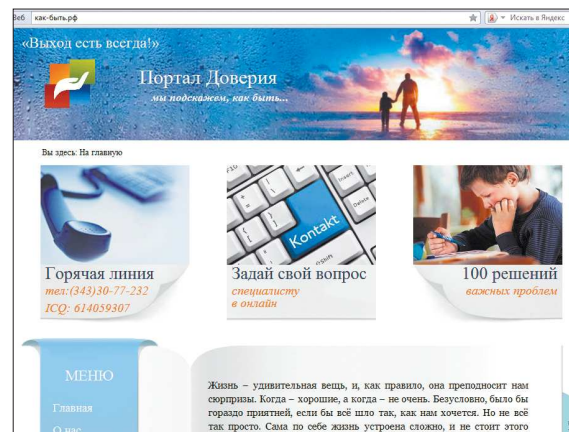 Веб как-быть.рф Искать в Яндекс
«Выход есть всегда!»
Портал Доверия
мы подскажем, как быть...
Вы здесь: На главную
Insert
Delete
Kontakt
Горячая линия
тел:(343)30-77-232
ICQ: 614059307
Задай свой вопрос
специалисту
в онлайн
100 решений
важных проблем
МЕНЮ
Главная
О нас
Жизнь – удивительная вещь, и, как правило, она преподносит нам
сюрпризы. Когда – хорошие, а когда – не очень. Безусловно, было бы
гораздо приятней, если бы всё шло так, как нам хочется. Но не всё
так просто. Сама по себе жизнь устроена сложно, и не стоит этого